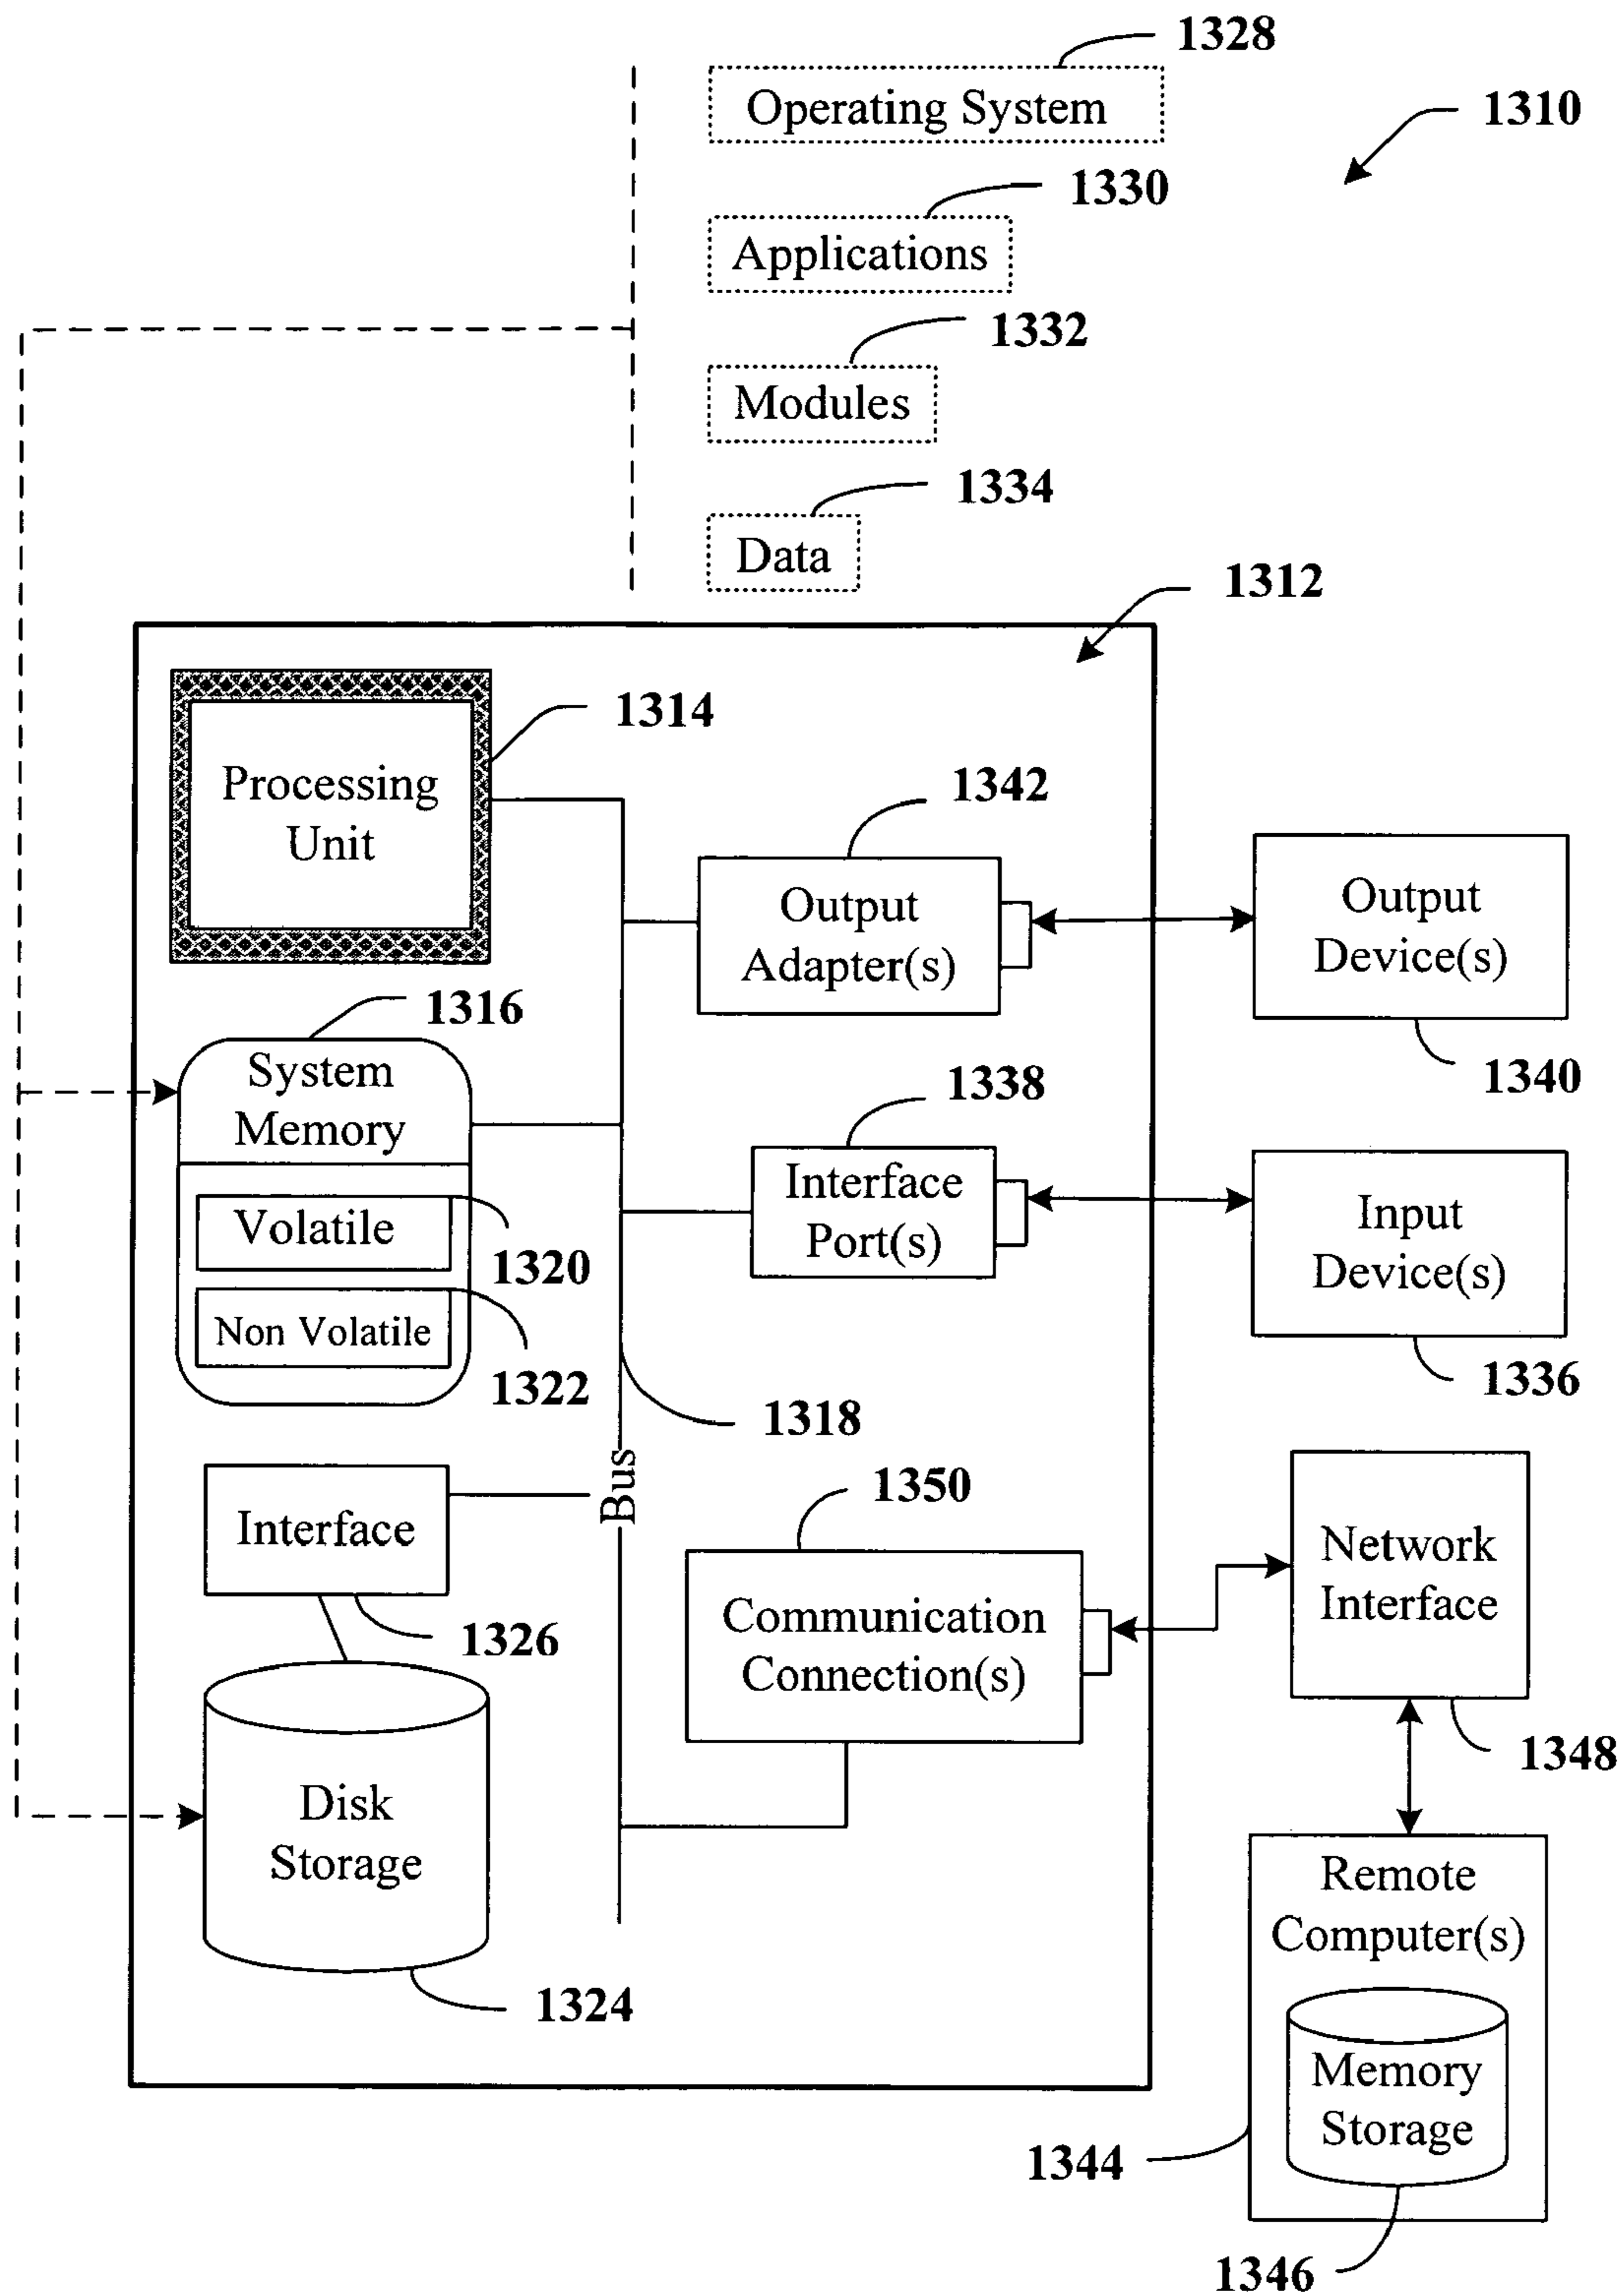 1328
Operating System
1310
1330
Applications
1332
Modules
1334
Data
1312
1314
Processing
Unit
1342
Output
Adapter(s)
Output
Device(s)
1340
1316
System
Memory
1338
Interface
Port(s)
Input
Device(s)
1336
Volatile
1320
Non Volatile
1322
1318
Bus
1350
Interface
1326
Communication
Connection(s)
Network
Interface
1348
Disk
Storage
1324
Remote
Computer(s)
Memory
Storage
1344
1346